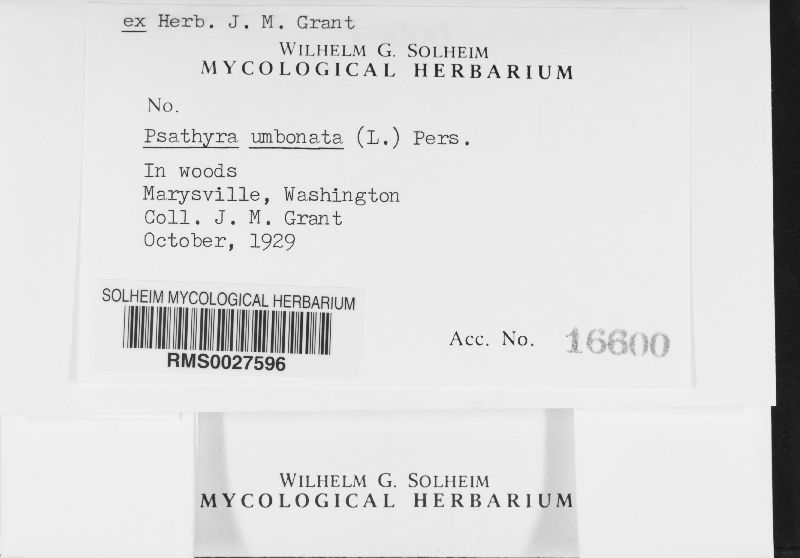 ex Herb. J. M. Grant
WILHELM G. SOLHEIM
MYCOLOGICAL HERBARIUM
No.
Psathyra umbonata (L.) Pers.
In woods
Marysville, Washington
Coll. J. M. Grant
October, 1929
SOLHEIM MYCOLOGICAL HERBARIUM
RMS0027596
Acc. No. 16600
WILHELM G. SOLHEIM
MYCOLOGICAL HERBARIUM